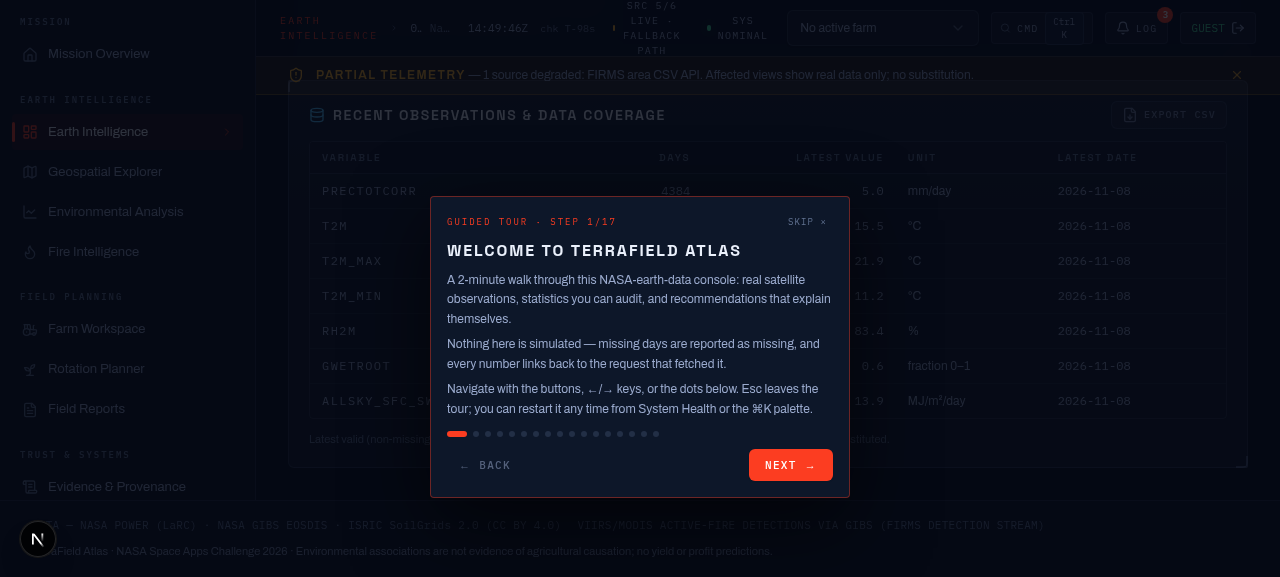 MISSION
Mission Overview
EARTH INTELLIGENCE
Earth Intelligence
Geospatial Explorer
Environmental Analysis
Fire Intelligence
FIELD PLANNING
Farm Workspace
Rotation Planner
Field Reports
TRUST & SYSTEMS
Evidence & Provenance
EARTH
INTELLIGENCE
· 0. Na… 14:49:46Z chk T-98s
SRC 5/6
LIVE ·
FALLBACK
PATH
SYS
NOMINAL
No active farm
CMD Ctrl
K
LOG 3
GUEST
PARTIAL TELEMETRY — 1 source degraded: FIRMS area CSV API. Affected views show real data only; no substitution.
RECENT OBSERVATIONS & DATA COVERAGE
EXPORT CSV
VARIABLE DAYS LATEST VALUE UNIT LATEST DATE
PRECTOTCORR 4384 5.0 mm/day 2026-11-08
T2M 15.5 °C 2026-11-08
T2M_MAX 21.9 °C 2026-11-08
T2M_MIN 11.2 °C 2026-11-08
RH2M 83.4 % 2026-11-08
GWETROOT 0.6 fraction 0–1 2026-11-08
ALLSKY_SFC_SW 13.9 MJ/m²/day 2026-11-08
Latest valid (non-missing
GUIDED TOUR · STEP 1/17
SKIP ×
WELCOME TO TERRAFIELD ATLAS
A 2-minute walk through this NASA-earth-data console: real satellite
observations, statistics you can audit, and recommendations that explain
themselves.
Nothing here is simulated — missing days are reported as missing, and
every number links back to the request that fetched it.
Navigate with the buttons, ←/→ keys, or the dots below. Esc leaves the
tour; you can restart it any time from System Health or the ⌘K palette.
← BACK
NEXT →
NASA POWER (LaRC) · NASA GIBS EOSDIS · ISRIC SoilGrids 2.0 (CC BY 4.0) VIIRS/MODIS ACTIVE-FIRE DETECTIONS VIA GIBS (FIRMS DETECTION STREAM)
Field Atlas · NASA Space Apps Challenge 2026 · Environmental associations are not evidence of agricultural causation; no yield or profit predictions.
N